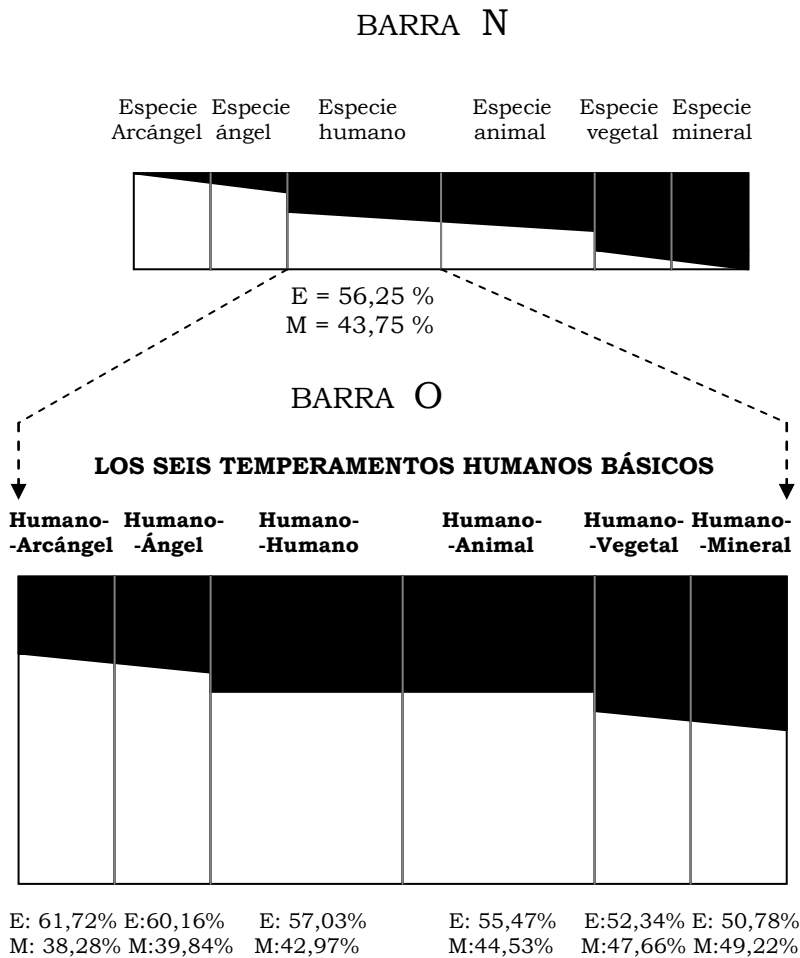 BARRA N
Especie Especie Especie Especie Especie Especie
Arcángel ángel humano animal vegetal mineral
E = 56,25 %
M = 43,75 %
BARRA O
LOS SEIS TEMPERAMENTOS HUMANOS BÁSICOS
Humano- Humano- Humano- Humano- Humano- Humano-
-Arcángel -Ángel -Humano -Animal -Vegetal -Mineral
E: 61,72% E:60,16% E: 57,03% E: 55,47% E:52,34% E: 50,78%
M: 38,28% M:39,84% M:42,97% M:44,53% M:47,66% M:49,22%